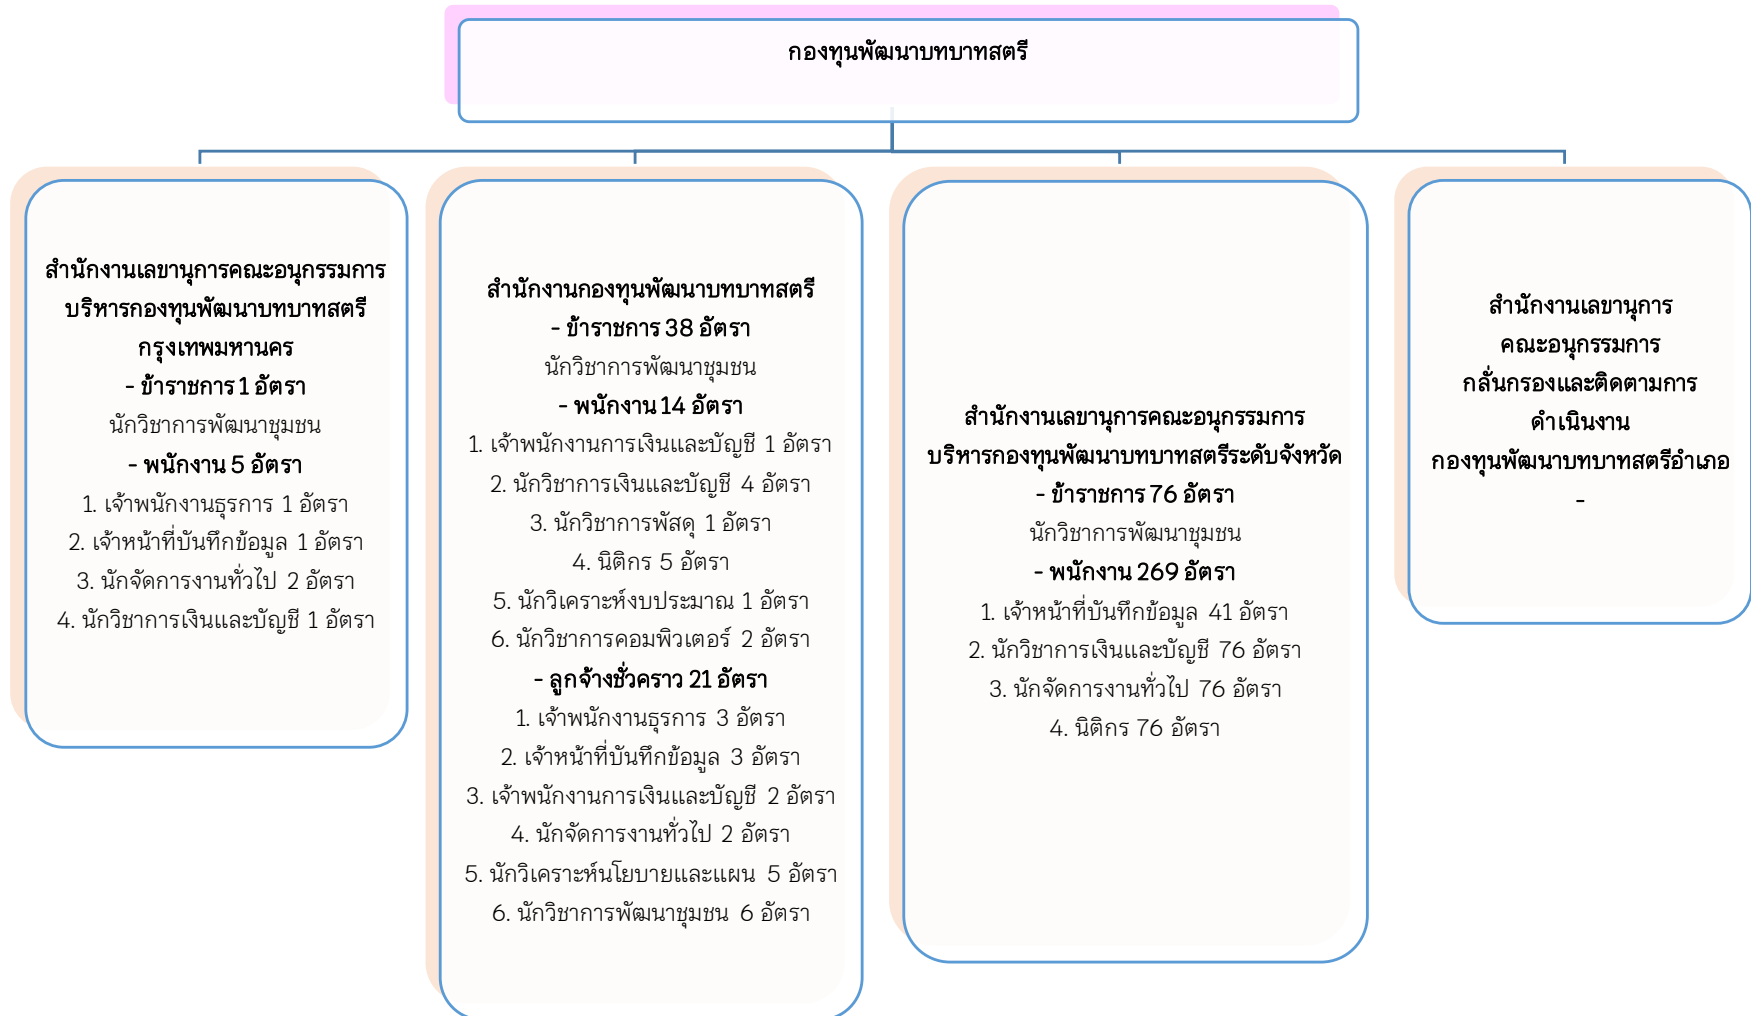 กองทุนพัฒนาบทบาทสตรี
สำนักงานเลขานุการคณะอนุกรรมการ
บริหารกองทุนพัฒนาบทบาทสตรี
กรุงเทพมหานคร
- ข้าราชการ 1 อัตรา
นักวิชาการพัฒนาชุมชน
- พนักงาน 5 อัตรา
1. เจ้าพนักงานธุรการ 1 อัตรา
2. เจ้าหน้าที่บันทึกข้อมูล 1 อัตรา
3. นักจัดการงานทั่วไป 2 อัตรา
4. นักวิชาการเงินและบัญชี 1 อัตรา
สำนักงานกองทุนพัฒนาบทบาทสตรี
- ข้าราชการ 38 อัตรา
นักวิชาการพัฒนาชุมชน
- พนักงาน 14 อัตรา
1. เจ้าพนักงานการเงินและบัญชี 1 อัตรา
2. นักวิชาการเงินและบัญชี 4 อัตรา
3. นักวิชาการพัสดุ 1 อัตรา
4. นิติกร 5 อัตรา
5. นักวิเคราะห์งบประมาณ 1 อัตรา
6. นักวิชาการคอมพิวเตอร์ 2 อัตรา
- ลูกจ้างชั่วคราว 21 อัตรา
1. เจ้าพนักงานธุรการ 3 อัตรา
2. เจ้าหน้าที่บันทึกข้อมูล 3 อัตรา
3. เจ้าพนักงานการเงินและบัญชี 2 อัตรา
4. นักจัดการงานทั่วไป 2 อัตรา
5. นักวิเคราะห์นโยบายและแผน 5 อัตรา
6. นักวิชาการพัฒนาชุมชน 6 อัตรา
สำนักงานเลขานุการคณะอนุกรรมการ
บริหารกองทุนพัฒนาบทบาทสตรีระดับจังหวัด
- ข้าราชการ 76 อัตรา
นักวิชาการพัฒนาชุมชน
- พนักงาน 269 อัตรา
1. เจ้าหน้าที่บันทึกข้อมูล 41 อัตรา
2. นักวิชาการเงินและบัญชี 76 อัตรา
3. นักจัดการงานทั่วไป 76 อัตรา
4. นิติกร 76 อัตรา
สำนักงานเลขานุการ
คณะอนุกรรมการ
กลั่นกรองและติดตามการ
ดำเนินงาน
กองทุนพัฒนาบทบาทสตรีอำเภอ
-